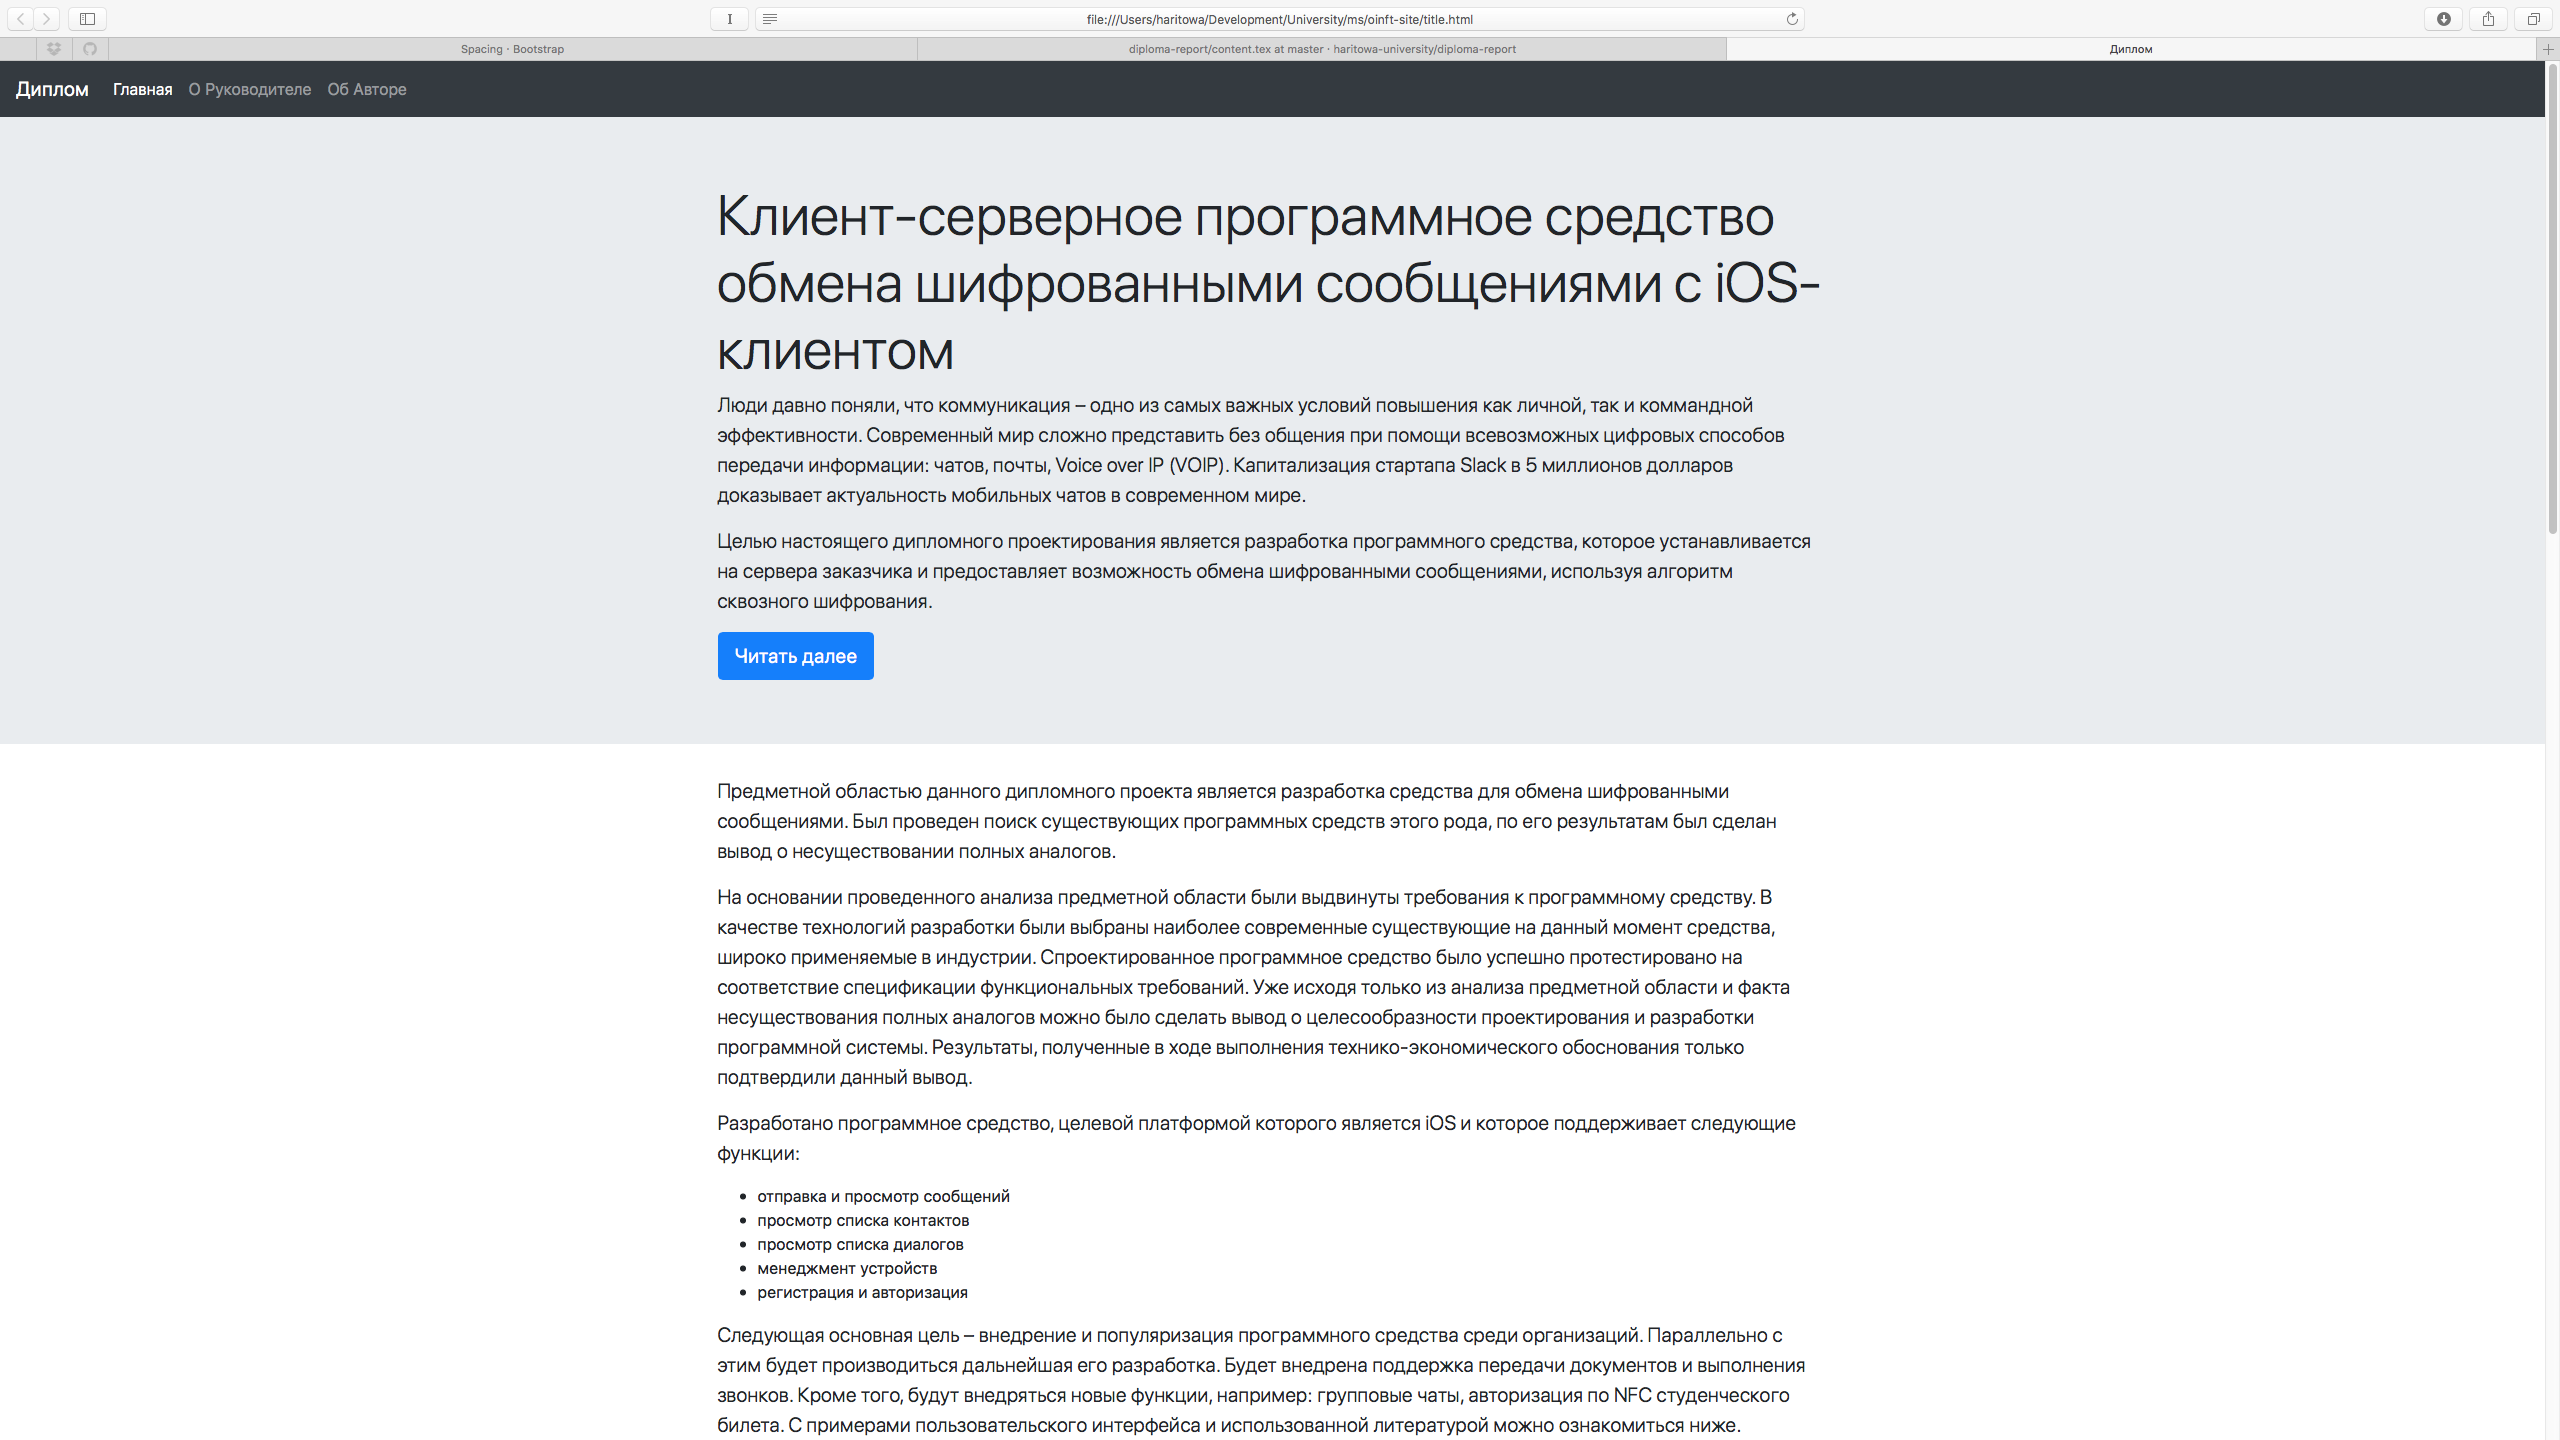 file:///Users/haritowa/Development/University/ms/oinft-site/title.html
Spacing · Bootstrap
diploma-report/content.tex at master · haritowa-university/diploma-report
Диплом
Диплом Главная О Руководителе Об Авторе
Клиент-серверное программное средство
обмена шифрованными сообщениями с iOS-
клиентом
Люди давно поняли, что коммуникация – одно из самых важных условий повышения как личной, так и коммандной
эффективности. Современный мир сложно представить без общения при помощи всевозможных цифровых способов
передачи информации: чатов, почты, Voice over IP (VOIP). Капитализация стартапа Slack в 5 миллионов долларов
доказывает актуальность мобильных чатов в современном мире.
Целью настоящего дипломного проектирования является разработка программного средства, которое устанавливается
на сервера заказчика и предоставляет возможность обмена шифрованными сообщениями, используя алгоритм
сквозного шифрования.
Читать далее
Предметной областью данного дипломного проекта является разработка средства для обмена шифрованными
сообщениями. Был проведен поиск существующих программных средств этого рода, по его результатам был сделан
вывод о несуществовании полных аналогов.
На основании проведенного анализа предметной области были выдвинуты требования к программному средству. В
качестве технологий разработки были выбраны наиболее современные существующие на данный момент средства,
широко применяемые в индустрии. Спроектированное программное средство было успешно протестировано на
соответствие спецификации функциональных требований. Уже исходя только из анализа предметной области и факта
несуществования полных аналогов можно было сделать вывод о целесообразности проектирования и разработки
программной системы. Результаты, полученные в ходе выполнения технико-экономического обоснования только
подтвердили данный вывод.
Разработано программное средство, целевой платформой которого является iOS и которое поддерживает следующие
функции:
• отправка и просмотр сообщений
• просмотр списка контактов
• просмотр списка диалогов
• менеджмент устройств
• регистрация и авторизация
Следующая основная цель – внедрение и популяризация программного средства среди организаций. Параллельно с
этим будет производиться дальнейшая его разработка. Будет внедрена поддержка передачи документов и выполнения
звонков. Кроме того, будут внедряться новые функции, например: групповые чаты, авторизация по NFC студенческого
билета. С примерами пользовательского интерфейса и использованной литературой можно ознакомиться ниже.